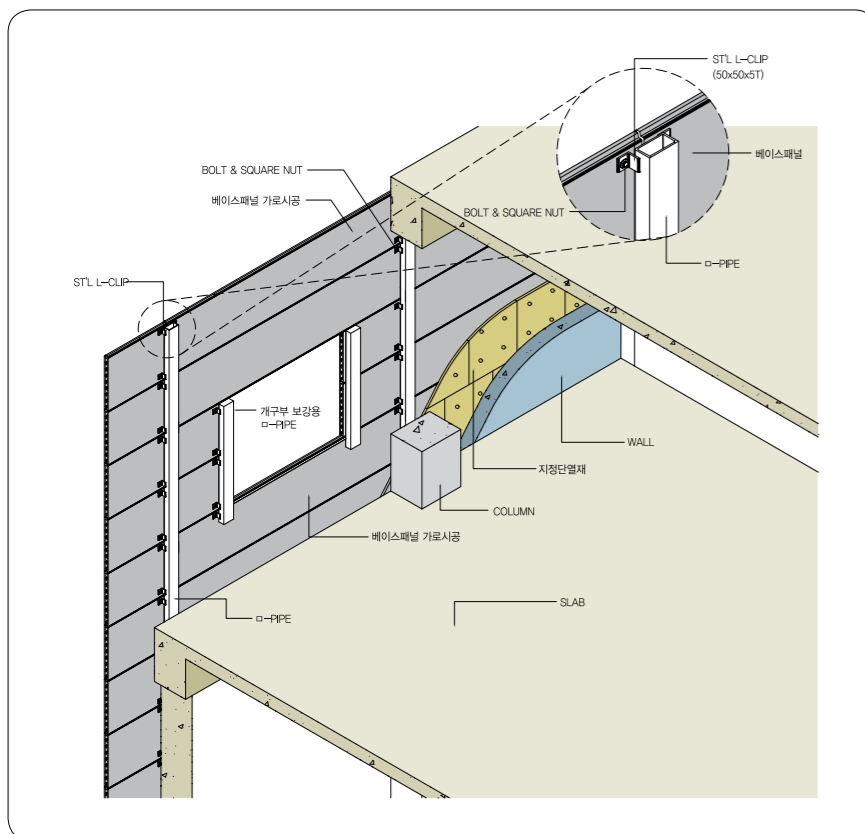 ST'L L-CLIP
(50x50x5T)
베이스패널
BOLT & SQUARE NUT
베이스패널 가로시공
BOLT & SQUARE NUT
ㅁ-PIPE
ST'L L-CLIP
개구부 보강용
ㅁ-PIPE
WALL
지정단열재
COLUMN
베이스패널 가로시공
SLAB
ㅁ-PIPE